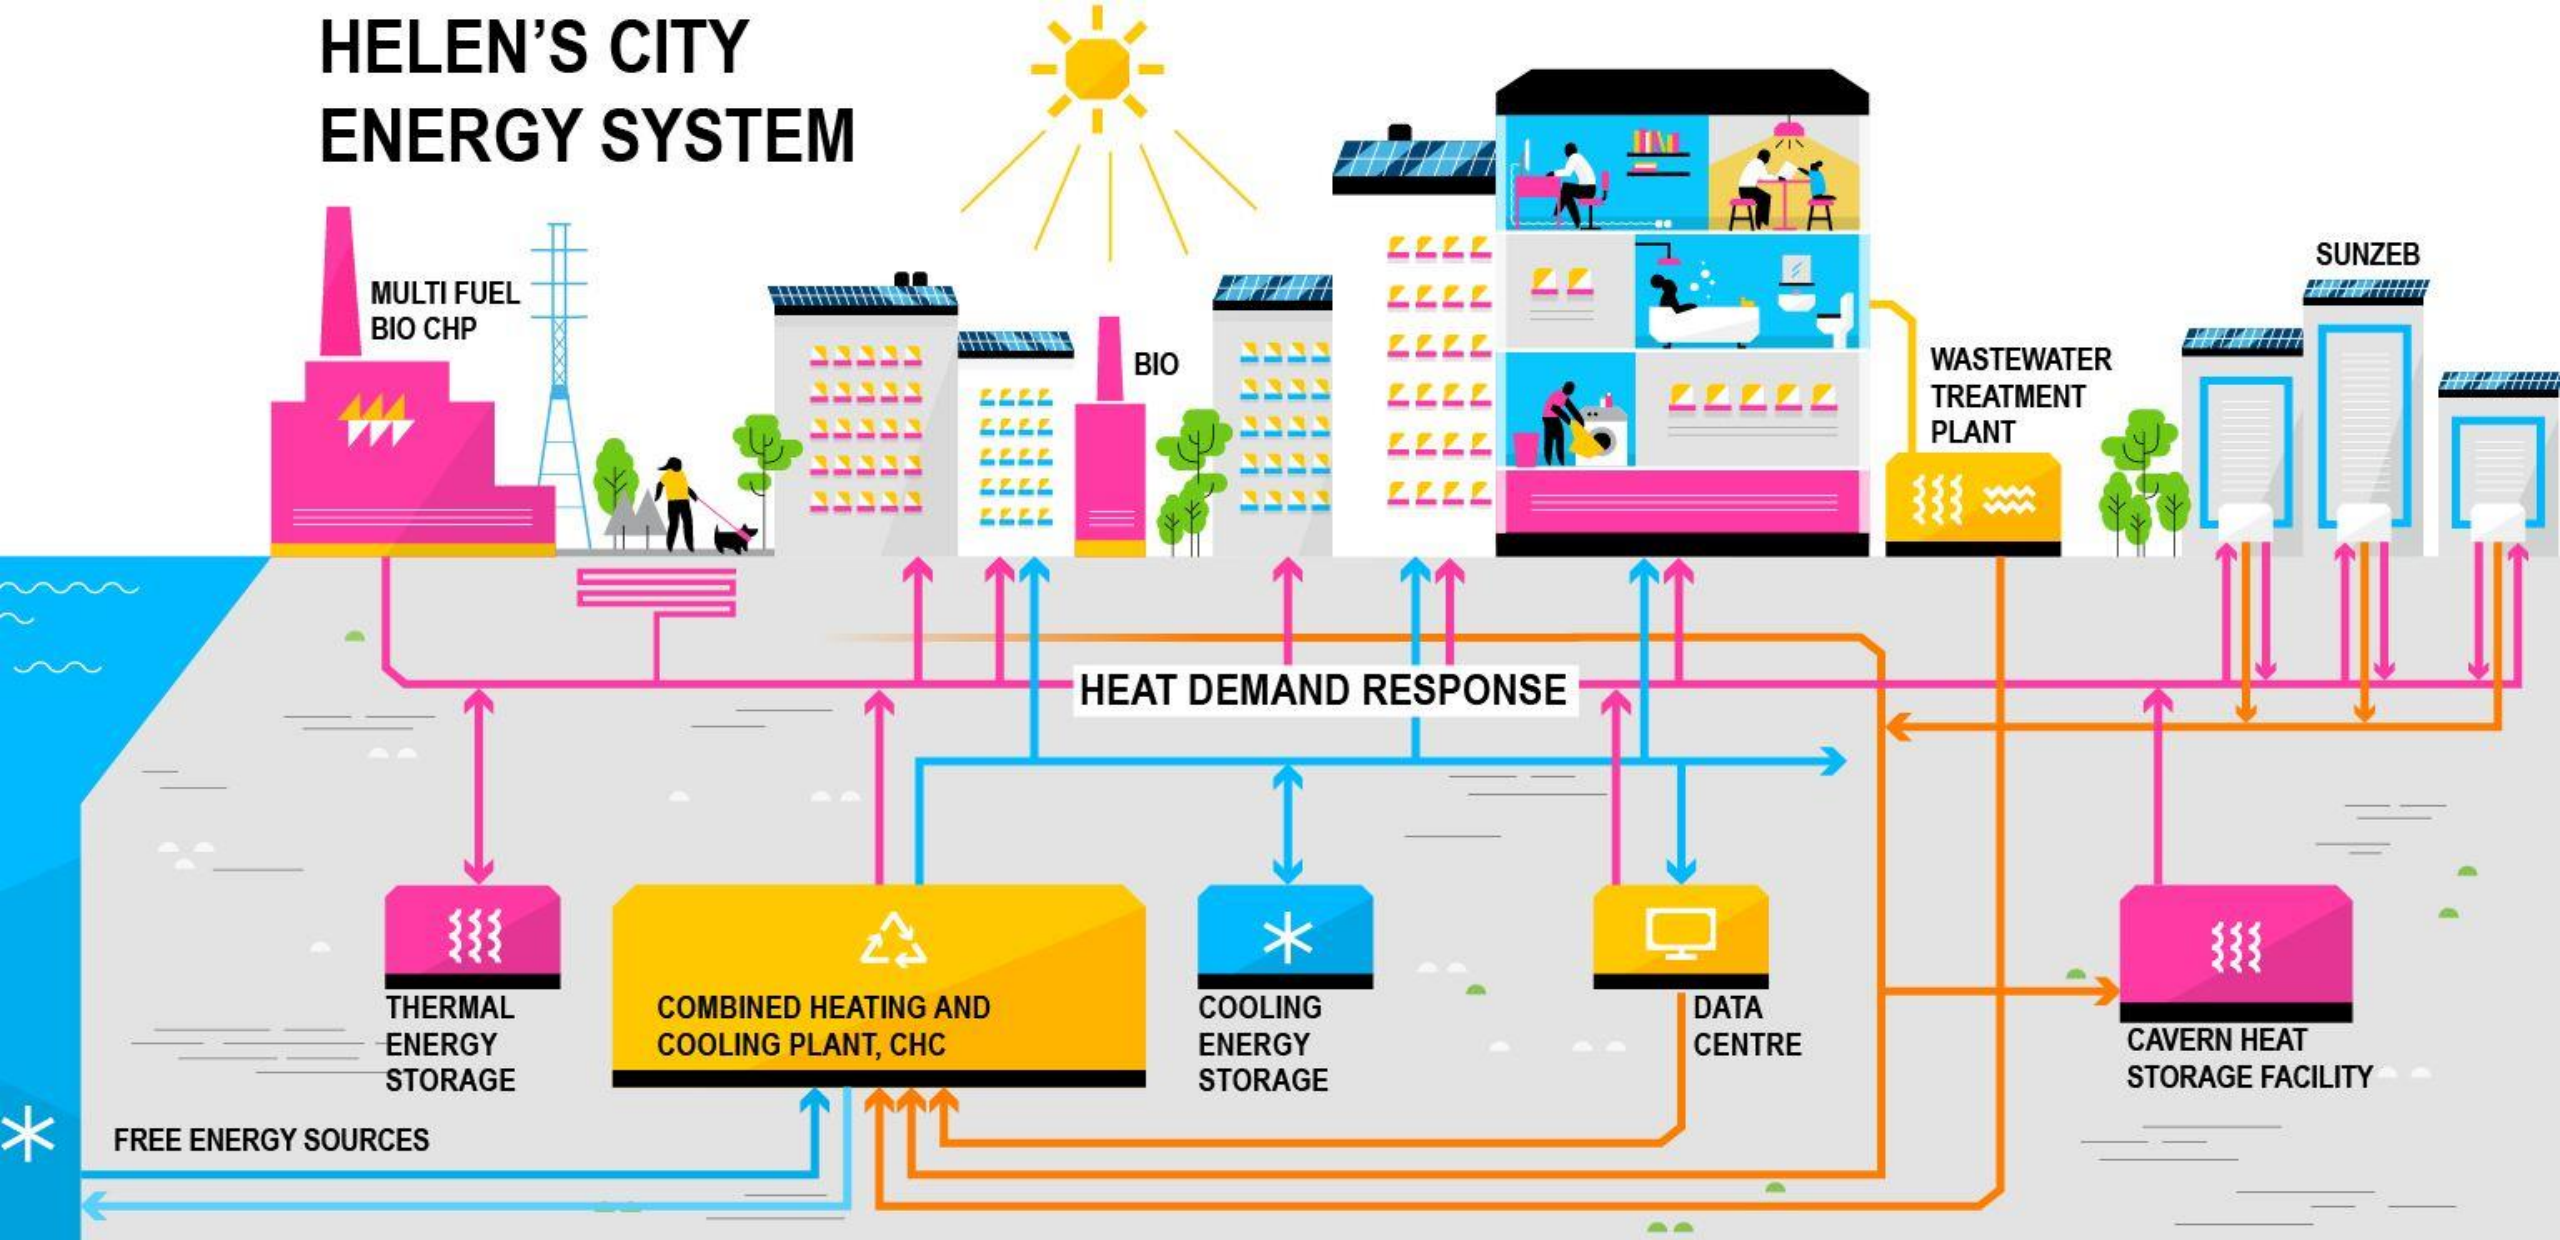 HELEN'S CITY
ENERGY SYSTEM
MULTI FUEL
BIO CHP
BIO
SUNZEB
WASTEWATER
TREATMENT
PLANT
HEAT DEMAND RESPONSE
THERMAL
ENERGY
STORAGE
COMBINED HEATING AND
COOLING PLANT, CHC
COOLING
ENERGY
STORAGE
DATA
CENTRE
CAVERN HEAT
STORAGE FACILITY
FREE ENERGY SOURCES